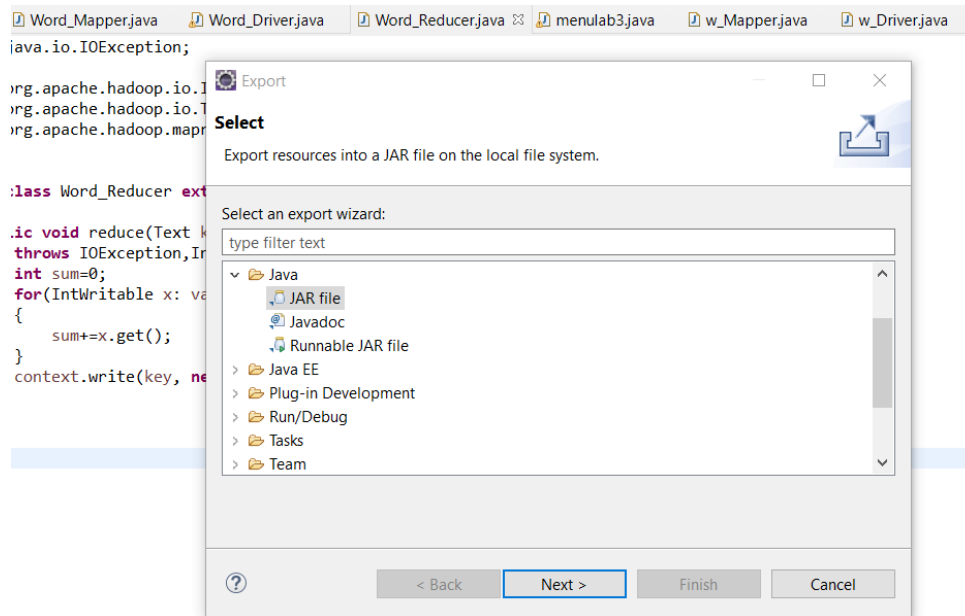 Word_Mapper.java Word_Driver.java Word_Reducer.java menulab3.java w_Mapper.java w_Driver.java
java.io.IOException;
org.apache.hadoop.io.I
org.apache.hadoop.io.T
org.apache.hadoop.mapr
class Word_Reducer ext
lic void reduce(Text k
throws IOException,In
int sum=0;
for(IntWritable x: va
{
sum+=x.get();
}
context.write(key, ne
Export
Select
Export resources into a JAR file on the local file system.
Select an export wizard:
type filter text
Java
JAR file
Javadoc
Runnable JAR file
Java EE
Plug-in Development
Run/Debug
Tasks
Team
?
< Back Next > Finish Cancel